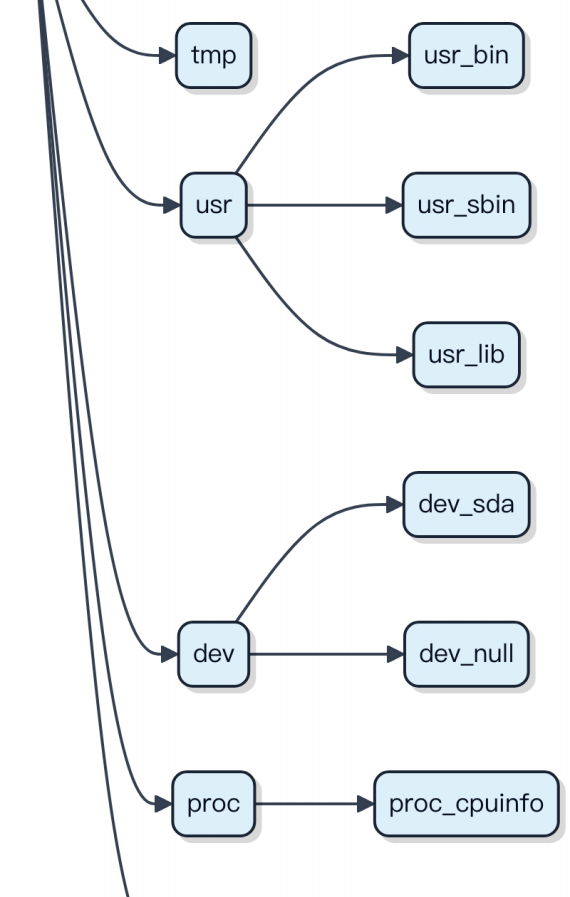 tmp
usr_bin
usr
usr_sbin
usr_lib
dev_sda
dev
dev_null
proc
proc_cpuinfo